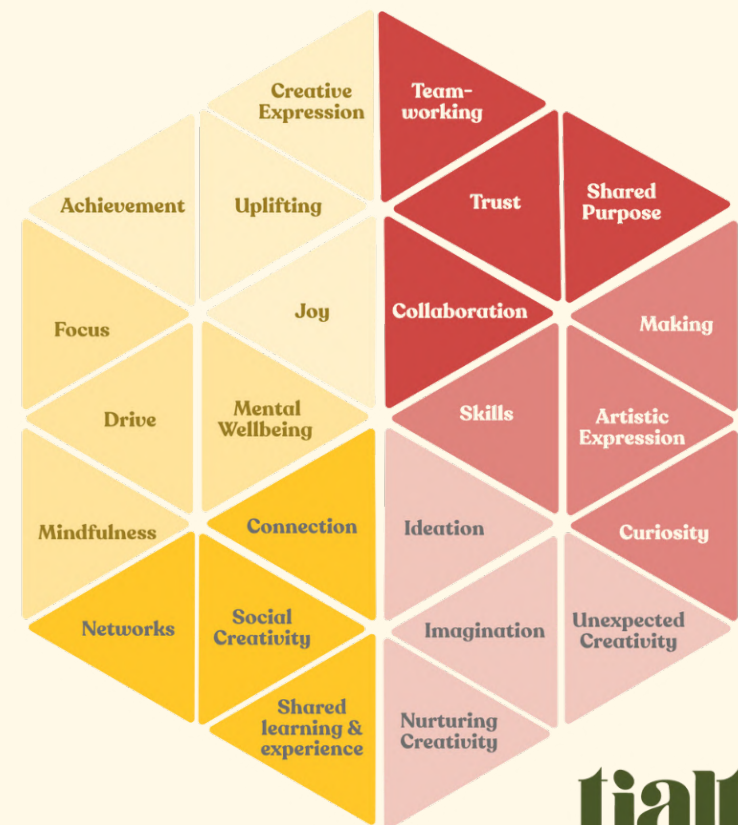 Creative
Expression
Team-
working
Achievement
Uplifting
Trust
Shared
Purpose
Focus
Joy
Collaboration
Making
Drive
Mental
Wellbeing
Skills
Artistic
Expression
Mindfulness
Connection
Ideation
Curiosity
Networks
Social
Creativity
Imagination
Unexpected
Creativity
Shared
learning &
experience
Nurturing
Creativity